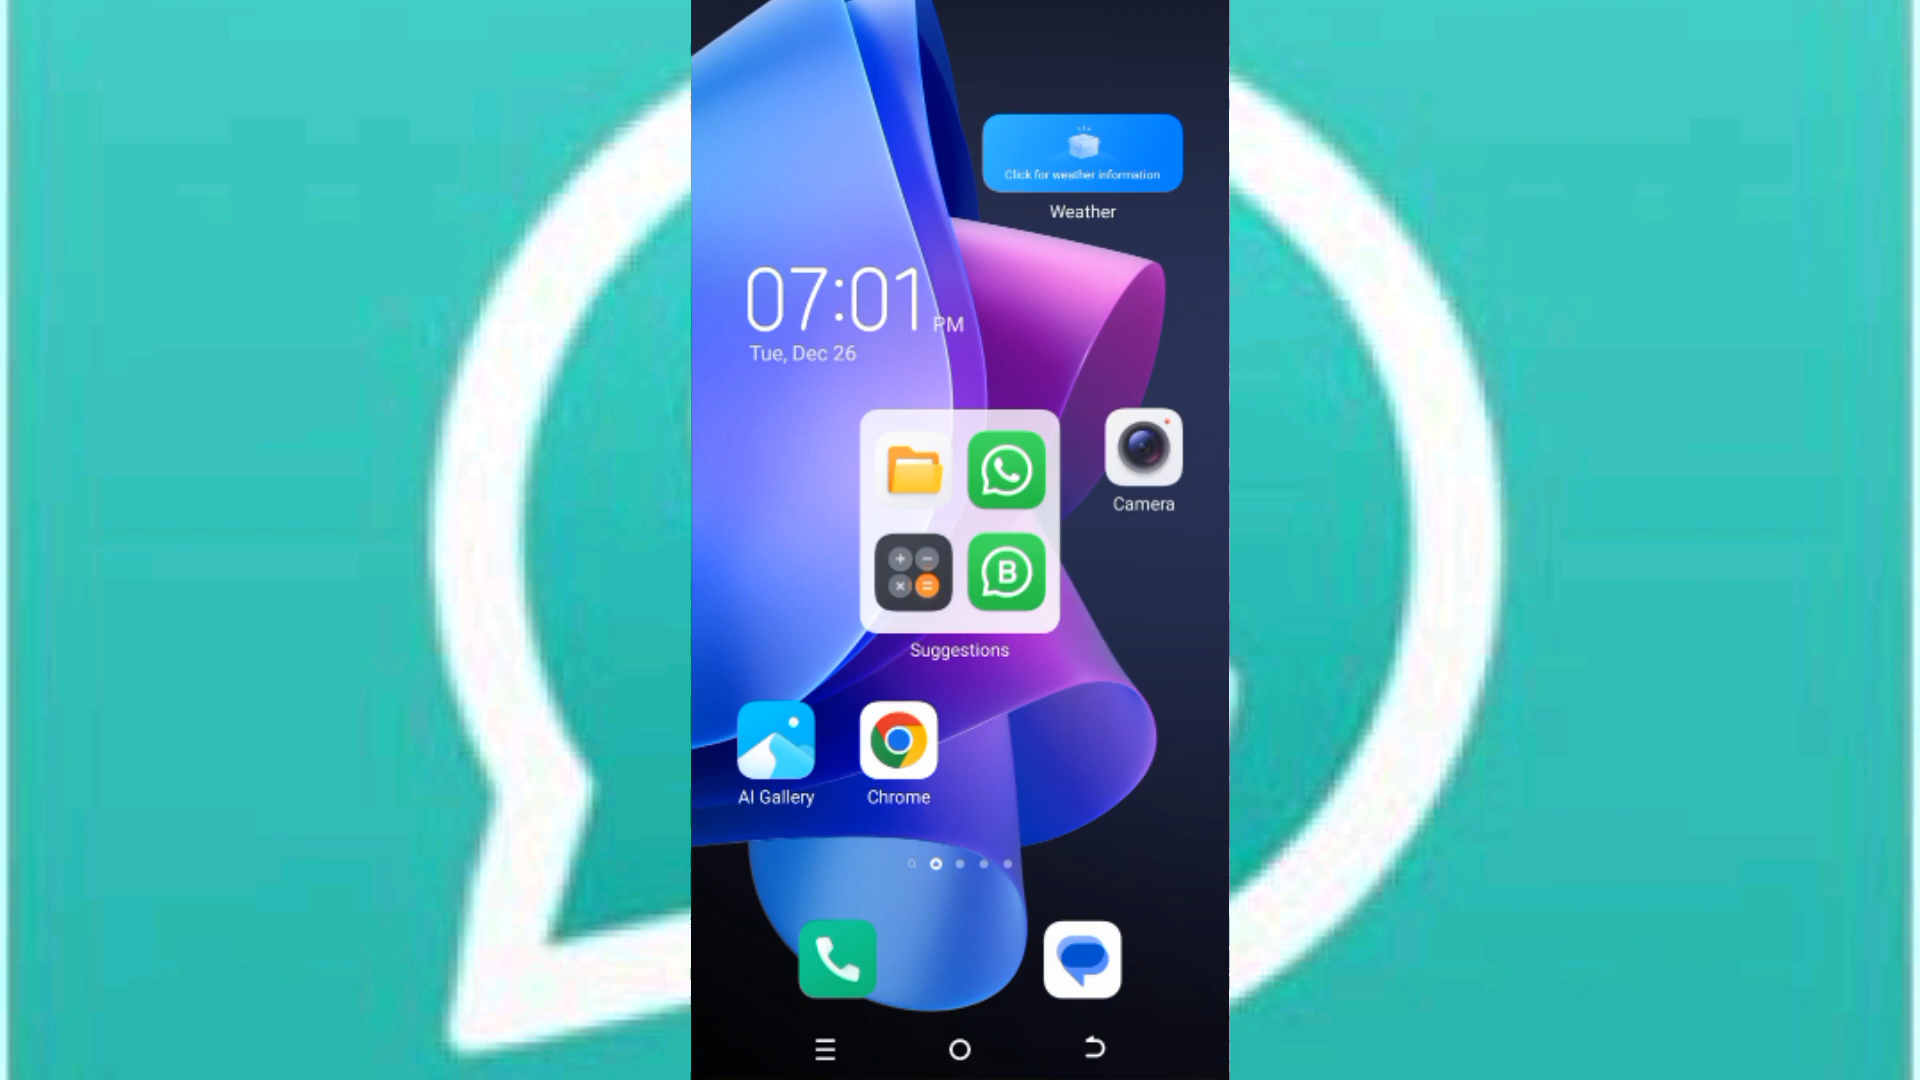 Click for weather information
Weather
07:01 PM
Tue, Dec 26
Camera
B
Suggestions
AI Gallery
Chrome